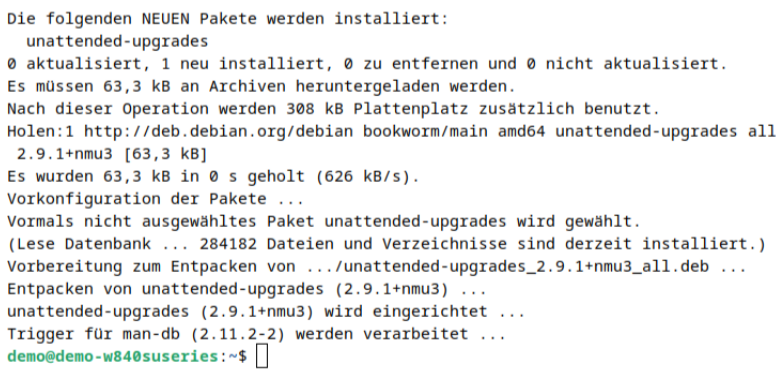 Die folgenden NEUEN Pakete werden installiert:
  unattended-upgrades
0 aktualisiert, 1 neu installiert, 0 zu entfernen und 0 nicht aktualisiert.
Es müssen 63,3 kB an Archiven heruntergeladen werden.
Nach dieser Operation werden 308 kB Plattenplatz zusätzlich benutzt.
Holen:1 http://deb.debian.org/debian bookworm/main amd64 unattended-upgrades all
 2.9.1+nmu3 [63,3 kB]
Es wurden 63,3 kB in 0 s geholt (626 kB/s).
Vorkonfiguration der Pakete ...
Vormals nicht ausgewähltes Paket unattended-upgrades wird gewählt.
(Lese Datenbank ... 284182 Dateien und Verzeichnisse sind derzeit installiert.)
Vorbereitung zum Entpacken von .../unattended-upgrades_2.9.1+nmu3_all.deb ...
Entpacken von unattended-upgrades (2.9.1+nmu3) ...
unattended-upgrades (2.9.1+nmu3) wird eingerichtet ...
Trigger für man-db (2.11.2-2) werden verarbeitet ...
demo@demo-w840suseries:~$